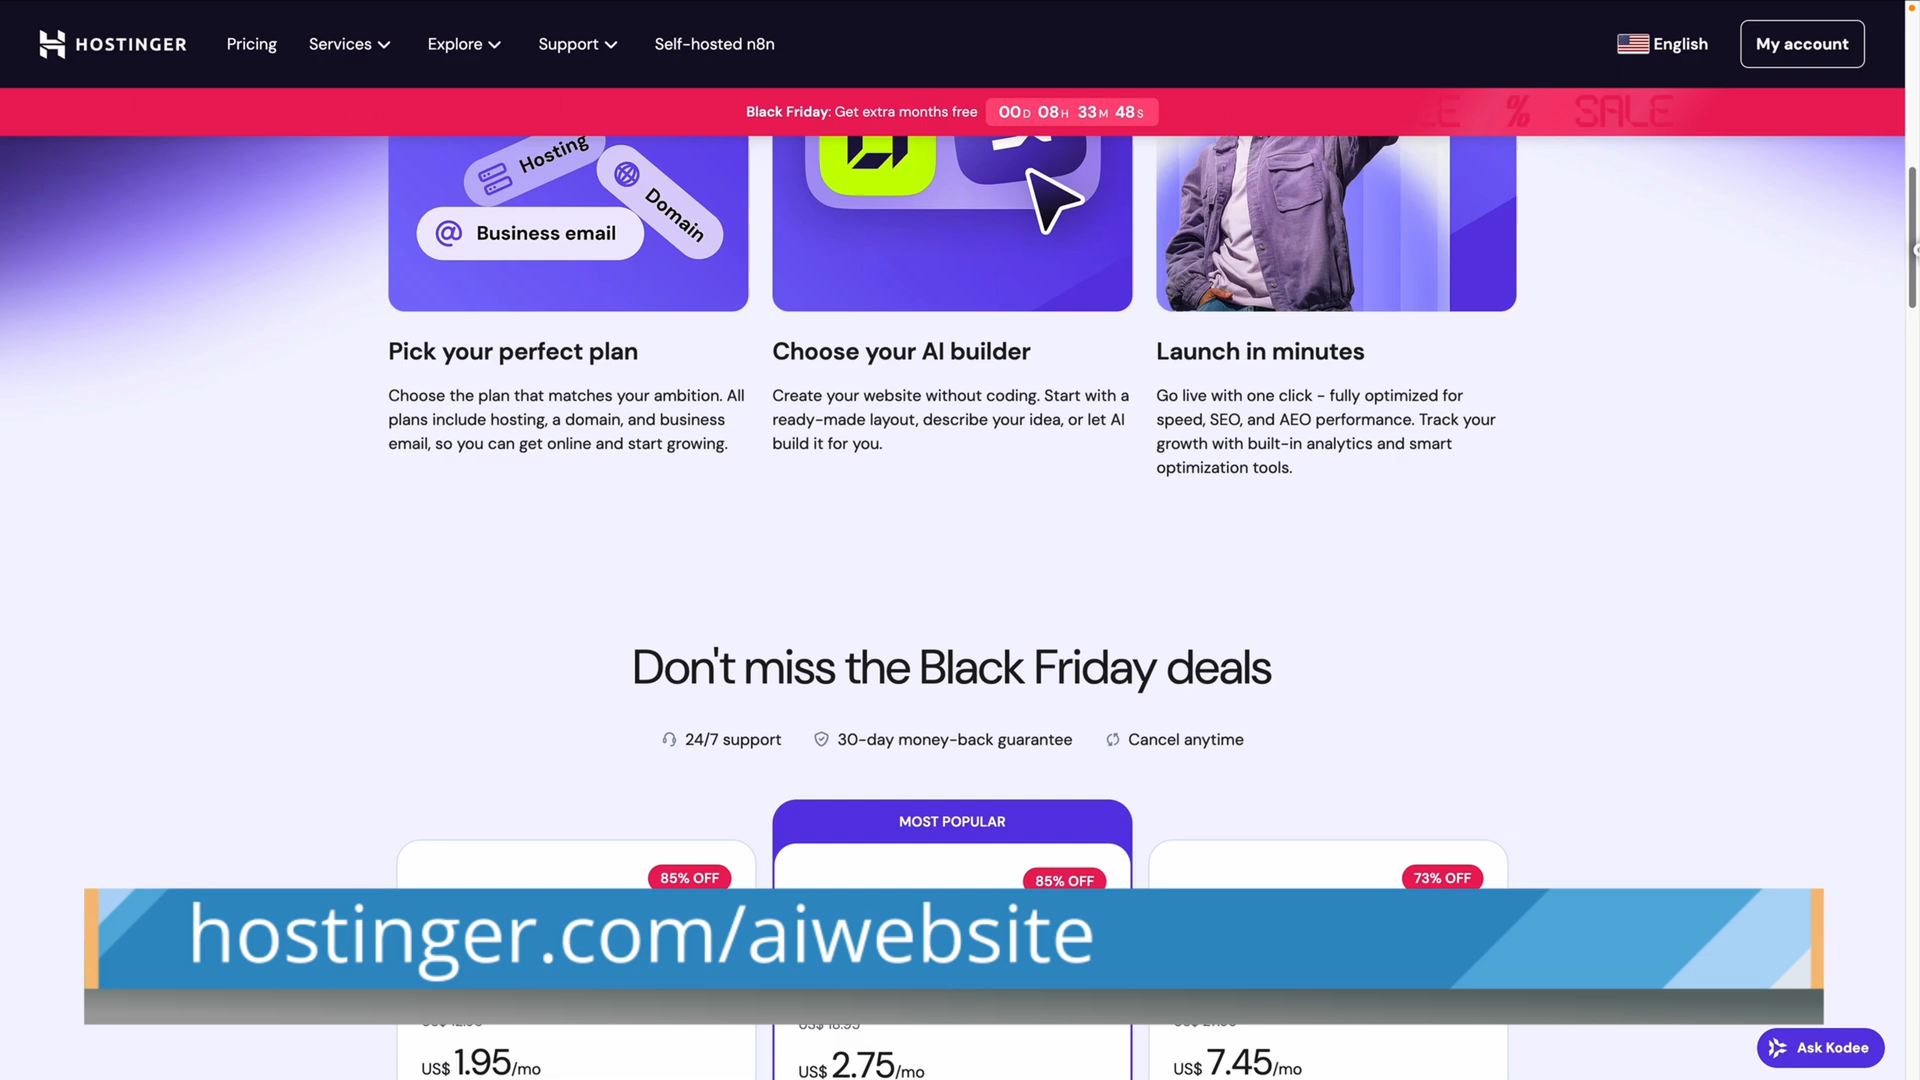 HOSTINGER
Pricing
Services
Explore
Support
Self-hosted n8n
English
My account
Black Friday: Get extra months free
00D 08H 33M 48S
SALE
%
Hosting
Domain
@ Business email
Pick your perfect plan
Choose the plan that matches your ambition. All
plans include hosting, a domain, and business
email, so you can get online and start growing.
Choose your AI builder
Create your website without coding. Start with a
ready-made layout, describe your idea, or let AI
build it for you.
Launch in minutes
Go live with one click – fully optimized for
speed, SEO, and AEO performance. Track your
growth with built-in analytics and smart
optimization tools.
Don't miss the Black Friday deals
24/7 support
30-day money-back guarantee
Cancel anytime
MOST POPULAR
85% OFF
85% OFF
73% OFF
hostinger.com/aiwebsite
US$ 1.95/mo
US$ 2.75/mo
US$ 7.45/mo
Ask Kodee